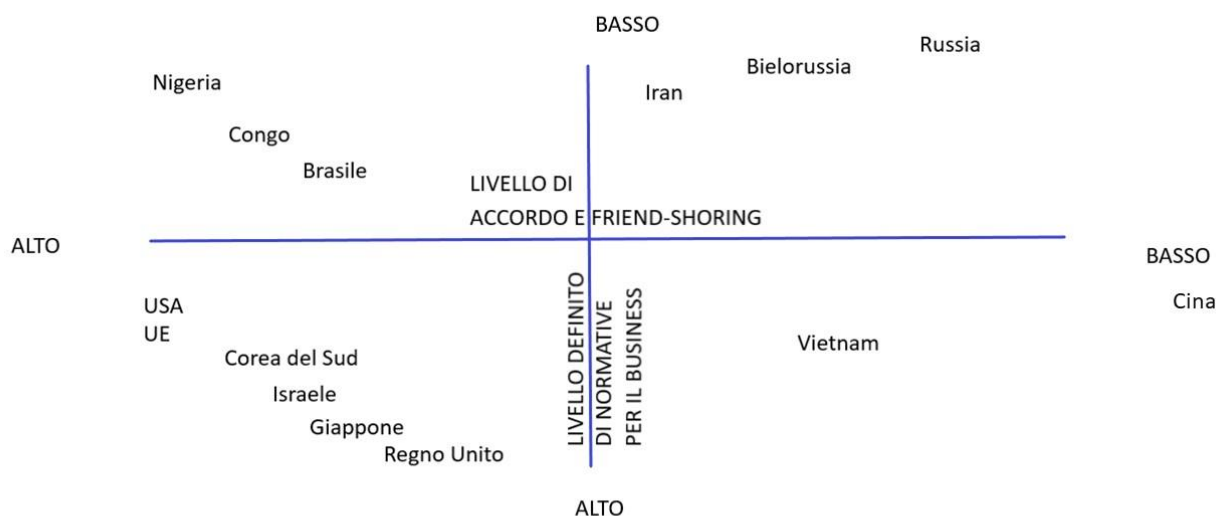 BASSO
Russia
Bielorussia
Nigeria
Iran
Congo
Brasile
LIVELLO DI
ACCORDO E FRIEND-SHORING
ALTO
BASSO
USA
UE
Cina
Vietnam
Corea del Sud
Israele
Giappone
Regno Unito
LIVELLO DEFINITO
DI NORMATIVE
PER IL BUSINESS
ALTO